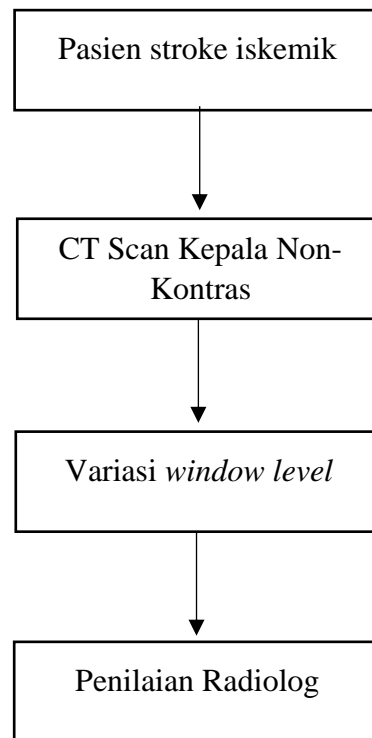 Pasien stroke iskemik
CT Scan Kepala Non-
Kontras
Variasi window level
Penilaian Radiolog